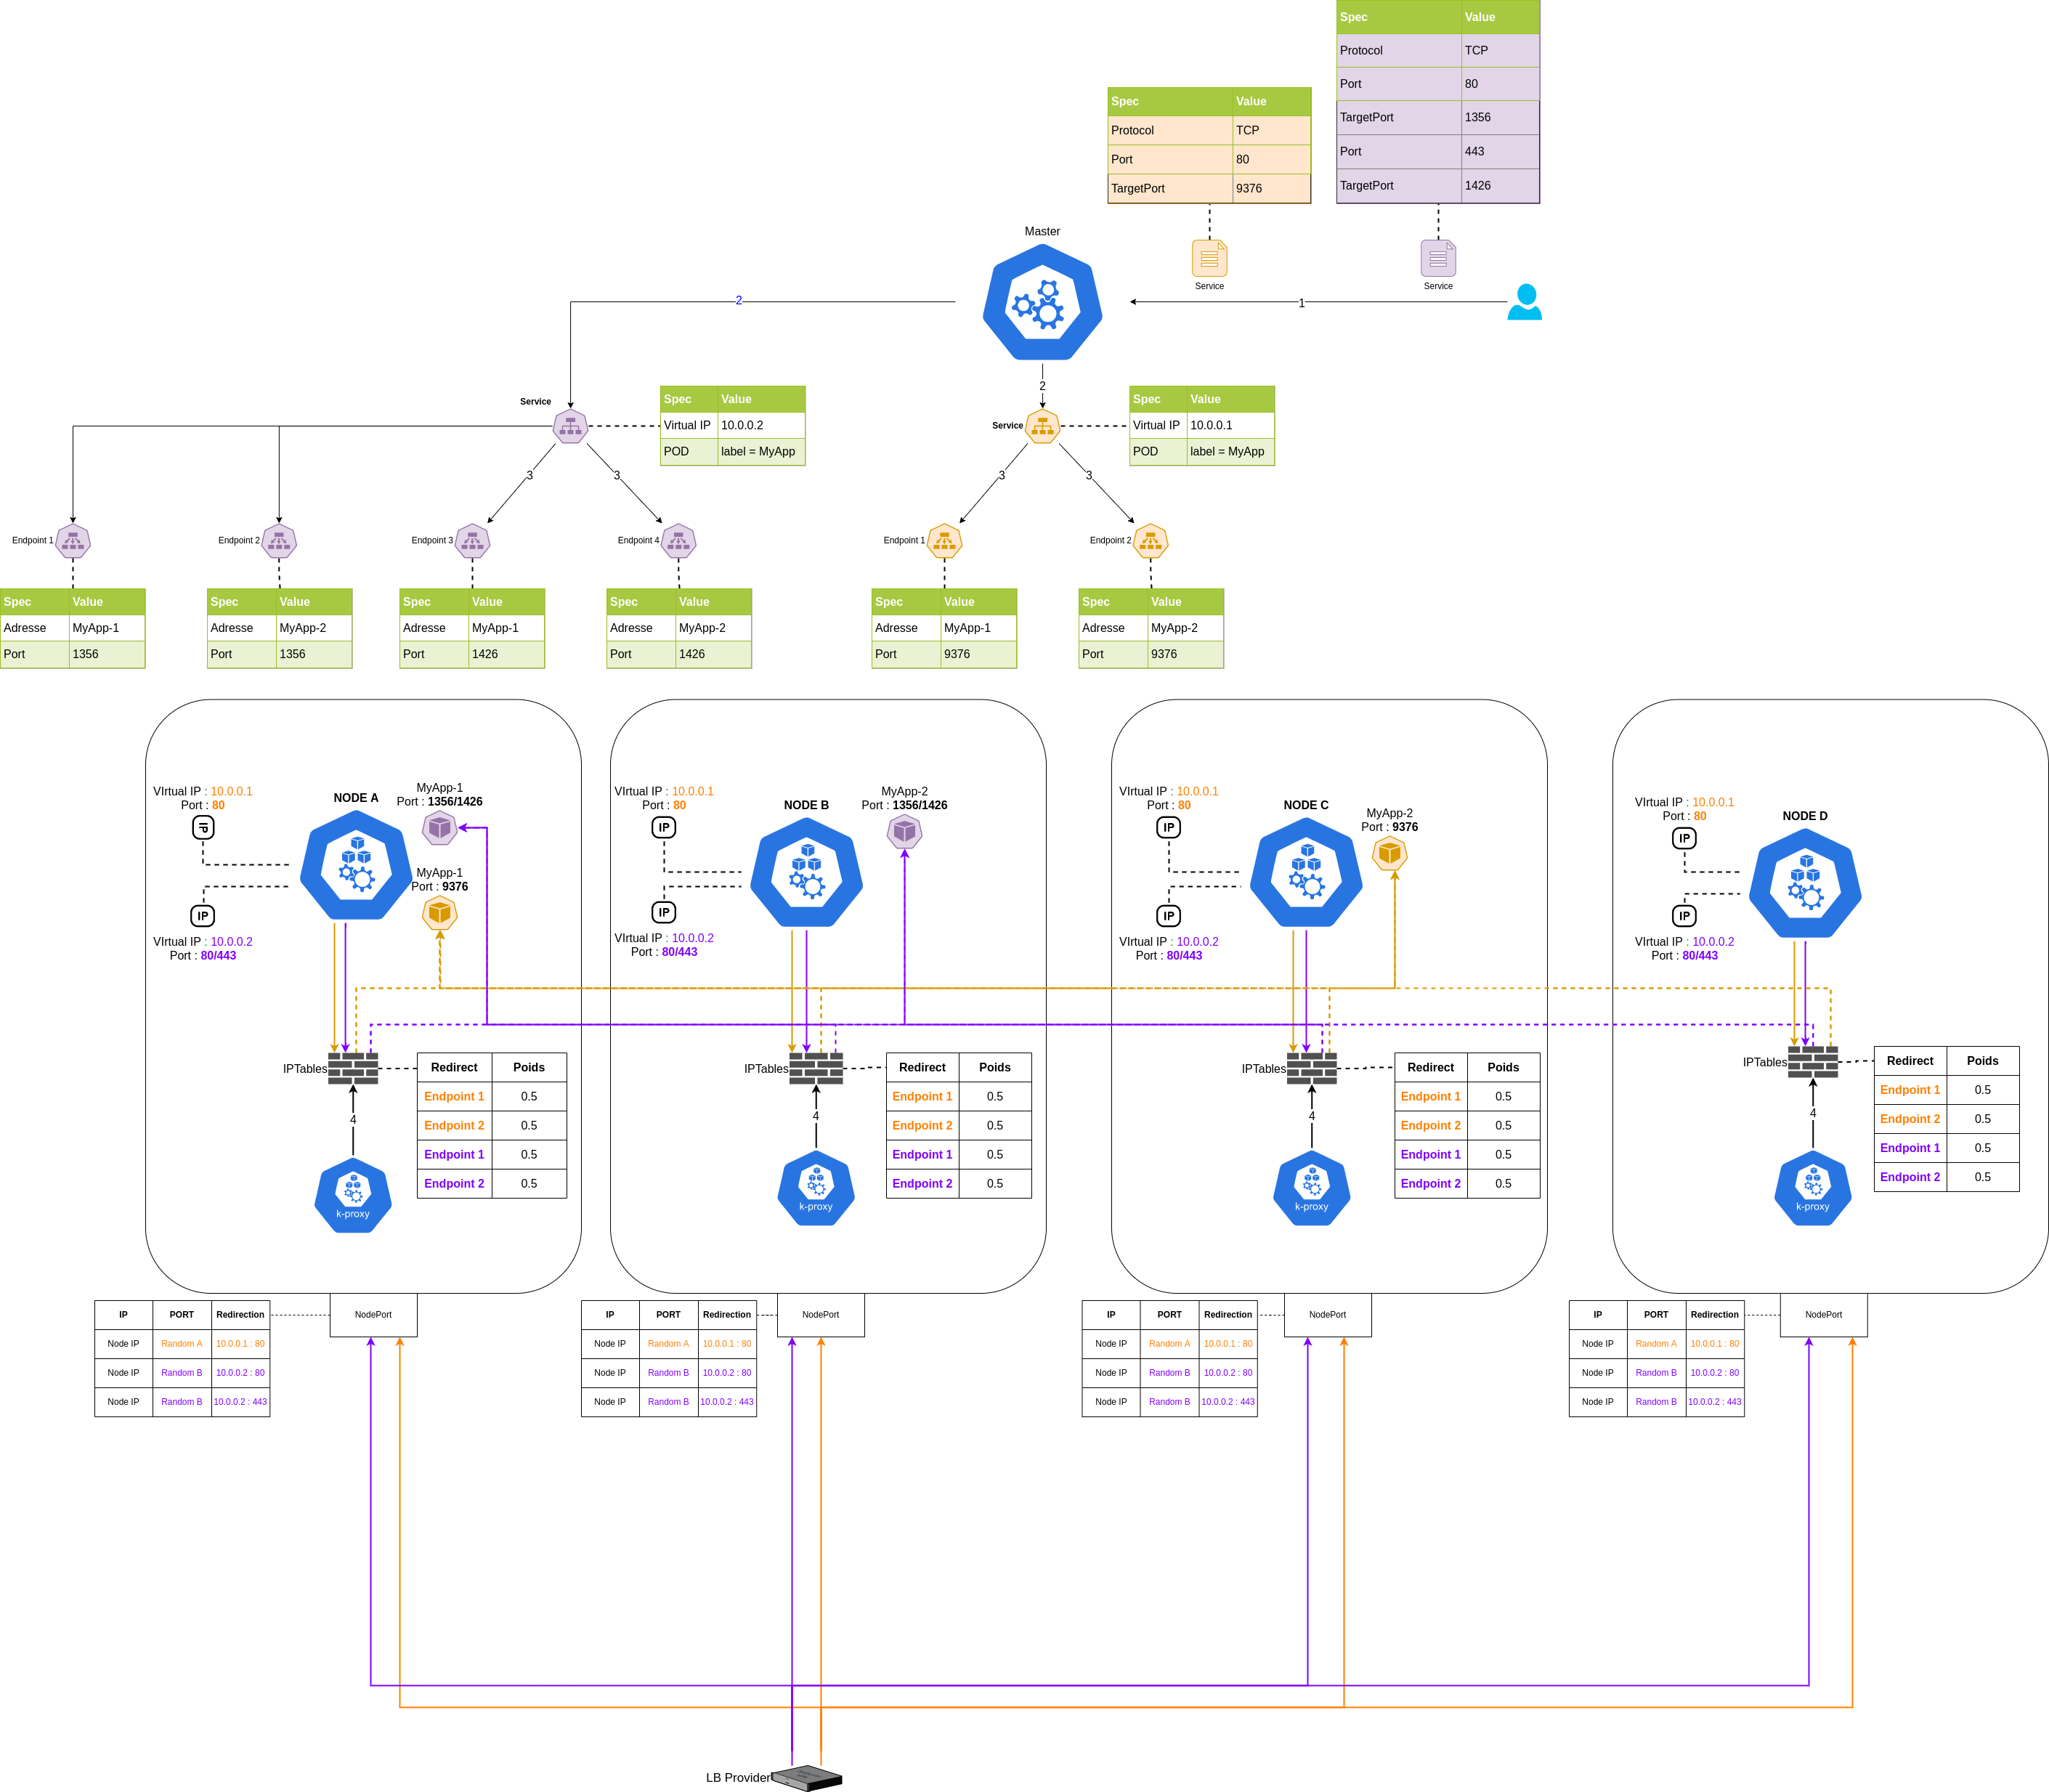 Spec Value
Protocol TCP
Port 80
TargetPort 1356
Port 443
TargetPort 1426
Spec Value
Protocol TCP
Port 80
TargetPort 9376
Service
Service
Master
1
2
2
Service
Spec Value
Virtual IP 10.0.0.2
POD label = MyApp
Service
Spec Value
Virtual IP 10.0.0.1
POD label = MyApp
3
3
3
3
Endpoint 1
Endpoint 2
Endpoint 3
Endpoint 4
Endpoint 1
Endpoint 2
Spec Value
Adresse MyApp-1
Port 1356
Spec Value
Adresse MyApp-2
Port 1356
Spec Value
Adresse MyApp-1
Port 1426
Spec Value
Adresse MyApp-2
Port 1426
Spec Value
Adresse MyApp-1
Port 9376
Spec Value
Adresse MyApp-2
Port 9376
VIrtual IP : 10.0.0.1
Port : 80
IP
NODE A
MyApp-1
Port : 1356/1426
MyApp-1
Port : 9376
IP
VIrtual IP : 10.0.0.2
Port : 80/443
IPTables
4
k-proxy
Redirect Poids
Endpoint 1 0.5
Endpoint 2 0.5
Endpoint 1 0.5
Endpoint 2 0.5
VIrtual IP : 10.0.0.1
Port : 80
IP
NODE B
MyApp-2
Port : 1356/1426
IP
VIrtual IP : 10.0.0.2
Port : 80/443
IPTables
4
k-proxy
Redirect Poids
Endpoint 1 0.5
Endpoint 2 0.5
Endpoint 1 0.5
Endpoint 2 0.5
VIrtual IP : 10.0.0.1
Port : 80
IP
NODE C
MyApp-2
Port : 9376
IP
VIrtual IP : 10.0.0.2
Port : 80/443
IPTables
4
k-proxy
Redirect Poids
Endpoint 1 0.5
Endpoint 2 0.5
Endpoint 1 0.5
Endpoint 2 0.5
VIrtual IP : 10.0.0.1
Port : 80
IP
NODE D
IP
VIrtual IP : 10.0.0.2
Port : 80/443
IPTables
4
k-proxy
Redirect Poids
Endpoint 1 0.5
Endpoint 2 0.5
Endpoint 1 0.5
Endpoint 2 0.5
IP PORT Redirection
Node IP Random A 10.0.0.1 : 80
Node IP Random B 10.0.0.2 : 80
Node IP Random B 10.0.0.2 : 443
NodePort
IP PORT Redirection
Node IP Random A 10.0.0.1 : 80
Node IP Random B 10.0.0.2 : 80
Node IP Random B 10.0.0.2 : 443
NodePort
IP PORT Redirection
Node IP Random A 10.0.0.1 : 80
Node IP Random B 10.0.0.2 : 80
Node IP Random B 10.0.0.2 : 443
NodePort
IP PORT Redirection
Node IP Random A 10.0.0.1 : 80
Node IP Random B 10.0.0.2 : 80
Node IP Random B 10.0.0.2 : 443
NodePort
LB Provider